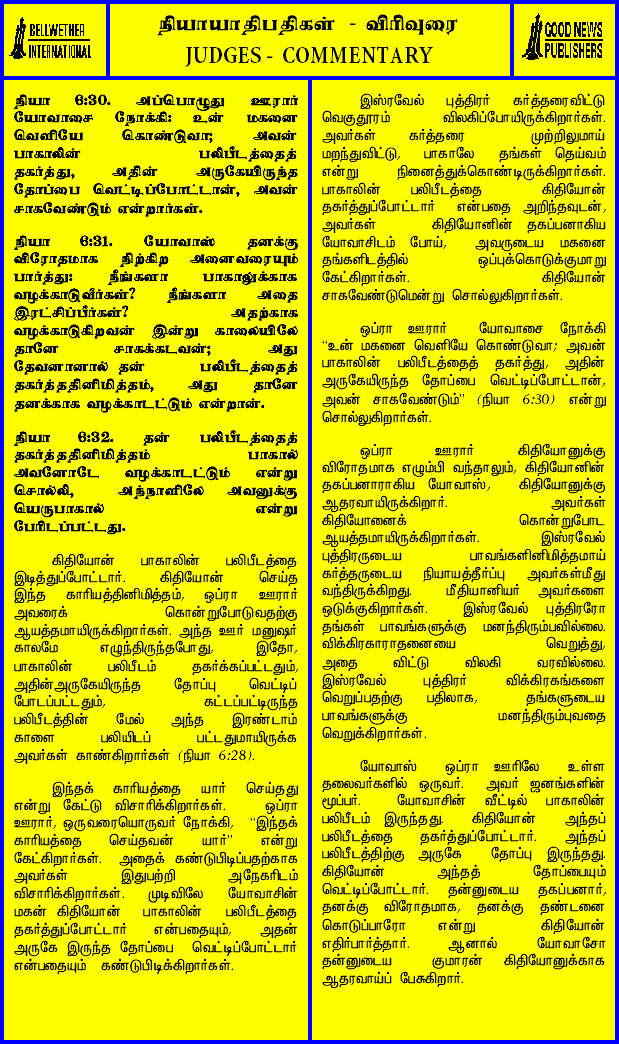 BELLWETHER
INTERNATIONAL
நியாயாதிபதிகள் - விரிவுரை
JUDGES - COMMENTARY
GOOD NEWS
PUBLISHERS
நியா 6:30. அப்பொழுது ஊரார்
யோவாசை நோக்கி: உன் மகனை
வெளியே கொண்டுவா; அவன்
பாகாலின் பலிபீடத்தைத்
தகர்த்து, அதின் அருகேயிருந்த
தோப்பை வெட்டிப்போட்டான், அவன்
சாகவேண்டும் என்றார்கள்.
நியா 6:31. யோவாஸ் தனக்கு
விரோதமாக நிற்கிற அனைவரையும்
பார்த்து: நீங்களா பாகாலுக்காக
வழக்காடுவீர்கள்? நீங்களா அதை
இரட்சிப்பீர்கள்? அதற்காக
வழக்காடுகிறவன் இன்று காலையிலே
தானே சாகக்கடவன்; அது
தேவனானால் தன் பலிபீடத்தைத்
தகர்த்ததினிமித்தம், அது தானே
தனக்காக வழக்காடட்டும் என்றான்.
நியா 6:32. தன் பலிபீடத்தைத்
தகர்த்ததினிமித்தம் பாகால்
அவனோடே வழக்காடட்டும் என்று
சொல்லி, அந்நாளிலே அவனுக்கு
யெருபாகால் என்று
பேரிடப்பட்டது.
கிதியோன் பாகாலின் பலிபீடத்தை
இடித்துப்போட்டார். கிதியோன் செய்த
இந்த காரியத்தினிமித்தம், ஒப்ரா ஊரார்
அவரைக் கொன்றுபோடுவதற்கு
ஆயத்தமாயிருக்கிறார்கள். அந்த ஊர் மனுஷர்
காலமே எழுந்திருந்தபோது, இதோ,
பாகாலின் பலிபீடம் தகர்க்கப்பட்டதும்,
அதின்அருகேயிருந்த தோப்பு வெட்டிப்
போடப்பட்டதும், கட்டப்பட்டிருந்த
பலிபீடத்தின் மேல் அந்த இரண்டாம்
காளை பலியிடப் பட்டதுமாயிருக்க
அவர்கள் காண்கிறார்கள் (நியா 6:28).
இந்தக் காரியத்தை யார் செய்தது
என்று கேட்டு விசாரிக்கிறார்கள். ஒப்ரா
ஊரார், ஒருவரையொருவர் நோக்கி, “இந்தக்
காரியத்தை செய்தவன் யார்” என்று
கேட்கிறார்கள். அதைக் கண்டுபிடிப்பதற்காக
அவர்கள் இதுபற்றி அநேகரிடம்
விசாரிக்கிறார்கள். முடிவிலே யோவாசின்
மகன் கிதியோன் பாகாலின் பலிபீடத்தை
தகர்த்துப்போட்டார் என்பதையும், அதன்
அருகே இருந்த தோப்பை வெட்டிப்போட்டார்
என்பதையும் கண்டுபிடிக்கிறார்கள்.
இஸ்ரவேல் புத்திரர் கர்த்தரைவிட்டு
வெகுதூரம் விலகிப்போயிருக்கிறார்கள்.
அவர்கள் கர்த்தரை முற்றிலுமாய்
மறந்துவிட்டு, பாகாலே தங்கள் தெய்வம்
என்று நினைத்துக்கொண்டிருக்கிறார்கள்.
பாகாலின் பலிபீடத்தை கிதியோன்
தகர்த்துப்போட்டார் என்பதை அறிந்தவுடன்,
அவர்கள் கிதியோனின் தகப்பனாகிய
யோவாசிடம் போய், அவருடைய மகனை
தங்களிடத்தில் ஒப்புக்கொடுக்குமாறு
கேட்கிறார்கள். கிதியோன்
சாகவேண்டுமென்று சொல்லுகிறார்கள்.
ஒப்ரா ஊரார் யோவாசை நோக்கி
“உன் மகனை வெளியே கொண்டுவா; அவன்
பாகாலின் பலிபீடத்தைத் தகர்த்து, அதின்
அருகேயிருந்த தோப்பை வெட்டிப்போட்டான்,
அவன் சாகவேண்டும்” (நியா 6:30) என்று
சொல்லுகிறார்கள்.
ஒப்ரா ஊரார் கிதியோனுக்கு
விரோதமாக எழும்பி வந்தாலும், கிதியோனின்
தகப்பனாராகிய யோவாஸ், கிதியோனுக்கு
ஆதரவாயிருக்கிறார். அவர்கள்
கிதியோனைக் கொன்றுபோட
ஆயத்தமாயிருக்கிறார்கள். இஸ்ரவேல்
புத்திரருடைய பாவங்களினிமித்தமாய்
கர்த்தருடைய நியாயத்தீர்ப்பு அவர்கள்மீது
வந்திருக்கிறது. மீதியானியர் அவர்களை
ஒடுக்குகிறார்கள். இஸ்ரவேல் புத்திரரோ
தங்கள் பாவங்களுக்கு மனந்திரும்பவில்லை.
விக்கிரகாராதனையை வெறுத்து,
அதை விட்டு விலகி வரவில்லை.
இஸ்ரவேல் புத்திரர் விக்கிரகங்களை
வெறுப்பதற்கு பதிலாக, தங்களுடைய
பாவங்களுக்கு மனந்திரும்புவதை
வெறுக்கிறார்கள்.
யோவாஸ் ஒப்ரா ஊரிலே உள்ள
தலைவர்களில் ஒருவர். அவர் ஜனங்களின்
மூப்பர். யோவாசின் வீட்டில் பாகாலின்
பலிபீடம் இருந்தது. கிதியோன் அந்தப்
பலிபீடத்தை தகர்த்துப்போட்டார். அந்தப்
பலிபீடத்திற்கு அருகே தோப்பு இருந்தது.
கிதியோன் அந்தத் தோப்பையும்
வெட்டிப்போட்டார். தன்னுடைய தகப்பனார்,
தனக்கு விரோதமாக, தனக்கு தண்டனை
கொடுப்பாரோ என்று கிதியோன்
எதிர்பார்த்தார். ஆனால் யோவாசோ
தன்னுடைய குமாரன் கிதியோனுக்காக
ஆதரவாய்ப் பேசுகிறார்.